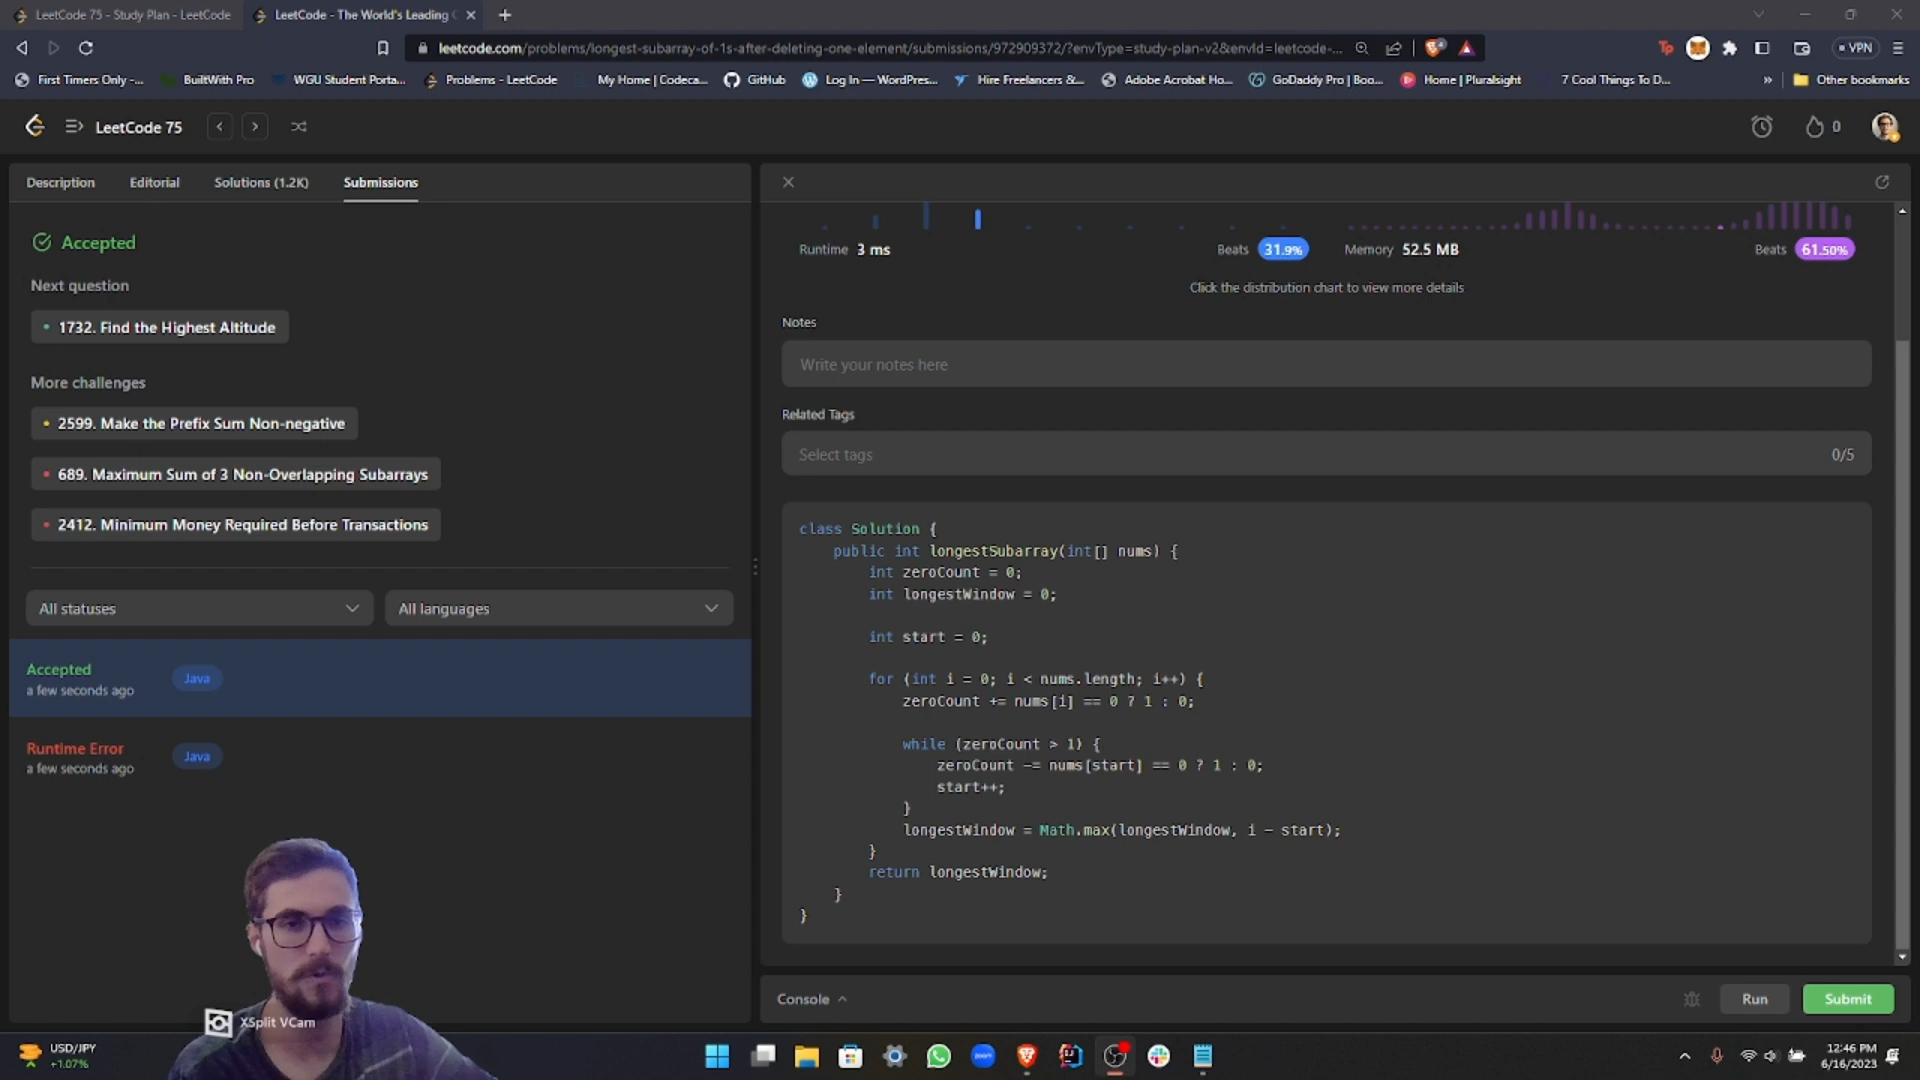 LeetCode 75 - Study Plan - LeetCode
LeetCode - The World's Leading
leetcode.com/problems/longest-subarray-of-1s-after-deleting-one-element/submissions/972909372/?envType=study-plan-v2&envId=leetcode-...
VPN
First Timers Only -...
BuiltWith Pro
WGU Student Porta...
Problems - LeetCode
My Home | Codeca...
GitHub
Log In — WordPres...
Hire Freelancers &...
Adobe Acrobat Ho...
GoDaddy Pro | Boo...
Home | Pluralsight
7 Cool Things To D...
»
Other bookmarks
LeetCode 75
0
Description
Editorial
Solutions (1.2K)
Submissions
Accepted
Next question
1732. Find the Highest Altitude
More challenges
2599. Make the Prefix Sum Non-negative
689. Maximum Sum of 3 Non-Overlapping Subarrays
2412. Minimum Money Required Before Transactions
All statuses
All languages
Accepted
a few seconds ago
Java
Runtime Error
a few seconds ago
Java
Runtime 3 ms
Beats 31.9%
Memory 52.5 MB
Beats 61.50%
Click the distribution chart to view more details
Notes
Write your notes here
Related Tags
Select tags
0/5
class Solution {
public int longestSubarray(int[] nums) {
int zeroCount = 0;
int longestWindow = 0;
int start = 0;
for (int i = 0; i < nums.length; i++) {
zeroCount += nums[i] == 0 ? 1 : 0;
while (zeroCount > 1) {
zeroCount -= nums[start] == 0 ? 1 : 0;
start++;
}
longestWindow = Math.max(longestWindow, i - start);
}
return longestWindow;
}
}
Console
Run
Submit
XSplit VCam
USD/JPY
+1.07%
zoom
12:46 PM
6/16/2023